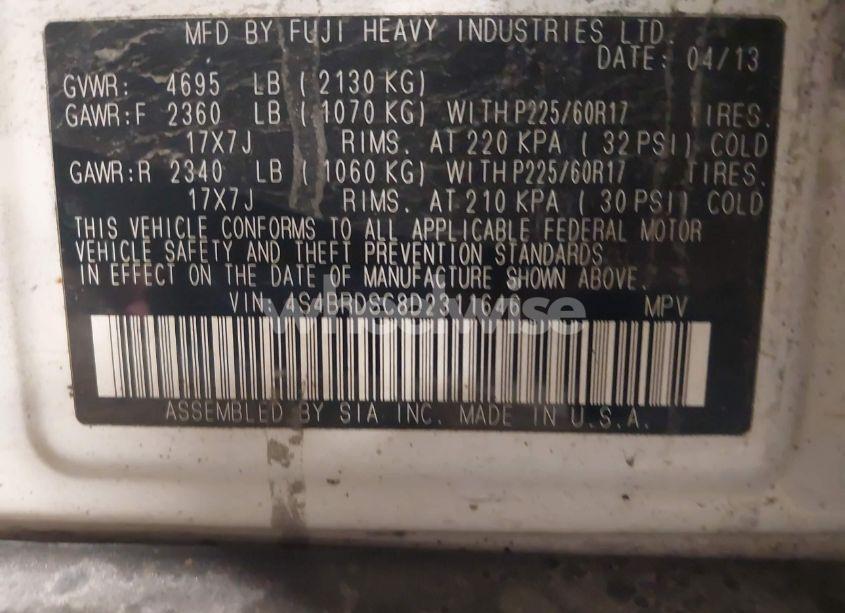 MFD BY FUJI HEAVY INDUSTRIES LTD.
DATE: 04/13
GVWR: 4695 LB ( 2130 KG)
GAWR:F 2360 LB ( 1070 KG) WITH P225/60R17 TIRES.
17X7J RIMS. AT 220 KPA ( 32 PSI) COLD
GAWR:R 2340 LB ( 1060 KG) WITH P225/60R17 TIRES.
17X7J RIMS. AT 210 KPA ( 30 PSI) COLD
THIS VEHICLE CONFORMS TO ALL APPLICABLE FEDERAL MOTOR
VEHICLE SAFETY AND THEFT PREVENTION STANDARDS
IN EFFECT ON THE DATE OF MANUFACTURE SHOWN ABOVE.
VIN 4S4BRDSC8D2311646 MPV
wheelwise
ASSEMBLED BY SIA INC. MADE IN U.S.A.